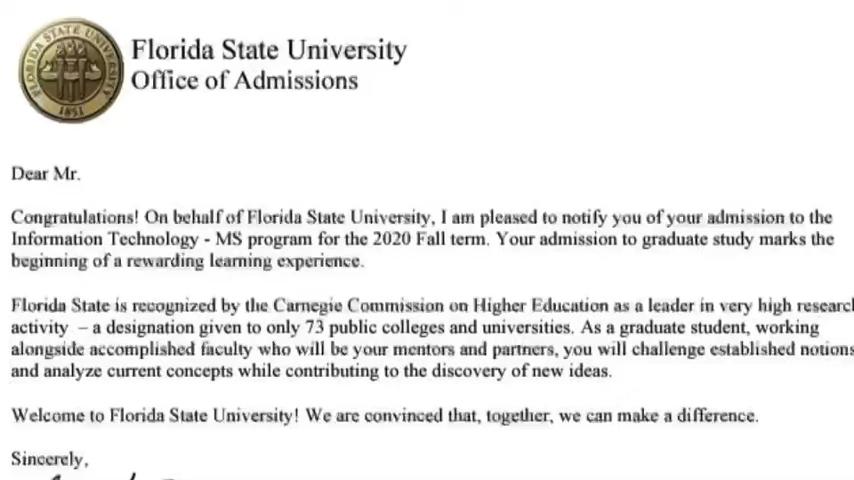 FLORIDA STATE UNIVERSITY
1851
Florida State University
Office of Admissions
Dear Mr.
Congratulations! On behalf of Florida State University, I am pleased to notify you of your admission to the
Information Technology - MS program for the 2020 Fall term. Your admission to graduate study marks the
beginning of a rewarding learning experience.
Florida State is recognized by the Carnegie Commission on Higher Education as a leader in very high researc
activity – a designation given to only 73 public colleges and universities. As a graduate student, working
alongside accomplished faculty who will be your mentors and partners, you will challenge established notions
and analyze current concepts while contributing to the discovery of new ideas.
Welcome to Florida State University! We are convinced that, together, we can make a difference.
Sincerely,